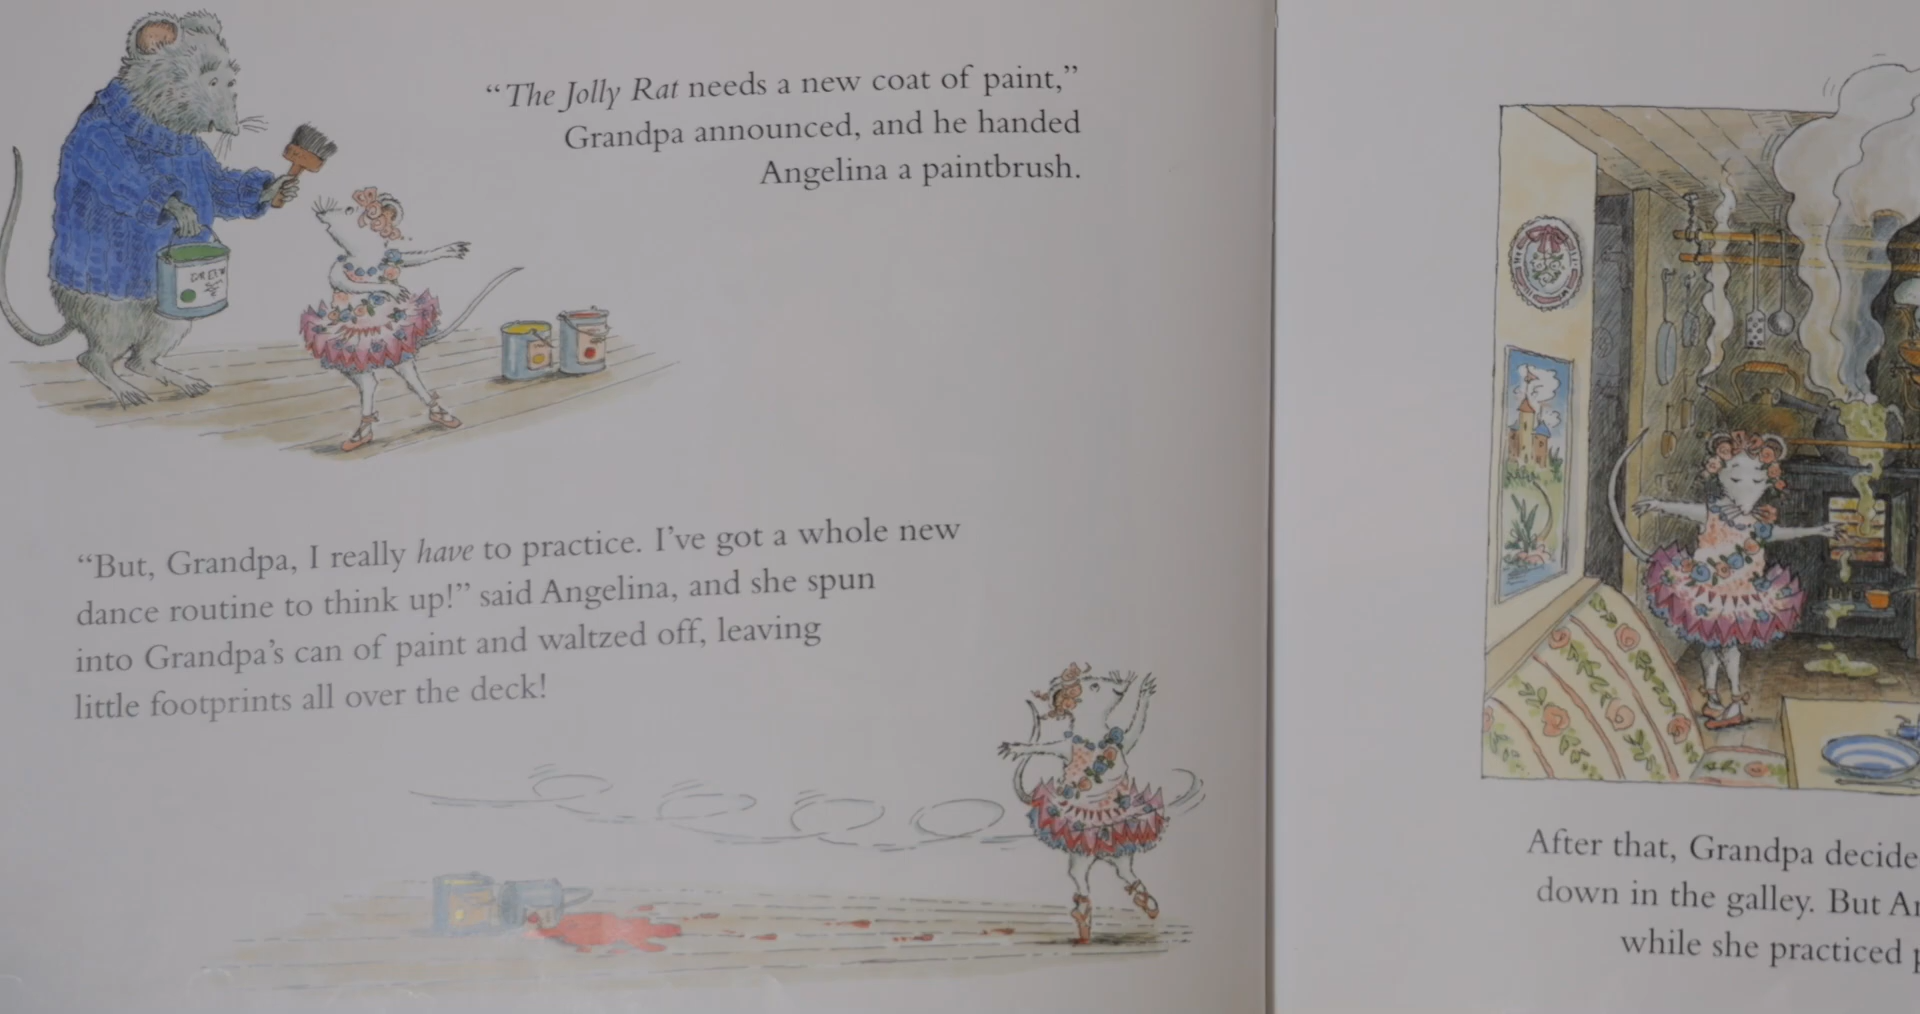 “The Jolly Rat needs a new coat of paint,”
Grandpa announced, and he handed
Angelina a paintbrush.
“But, Grandpa, I really have to practice. I’ve got a whole new
dance routine to think up!” said Angelina, and she spun
into Grandpa’s can of paint and waltzed off, leaving
little footprints all over the deck!
After that, Grandpa decide
down in the galley. But
while she practiced